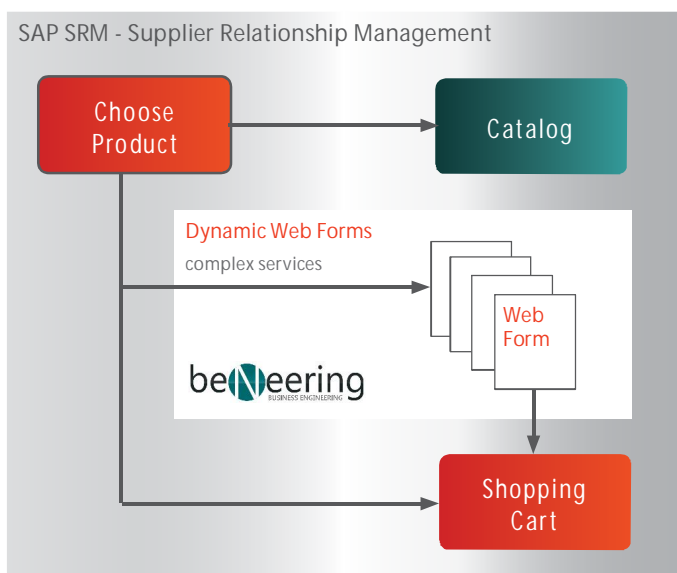 SAP SRM - Supplier Relationship Management
Choose
Product
Catalog
Dynamic Web Forms
complex services
Web
Form
beNeering
BUSINESS ENGINEERING
Shopping
Cart